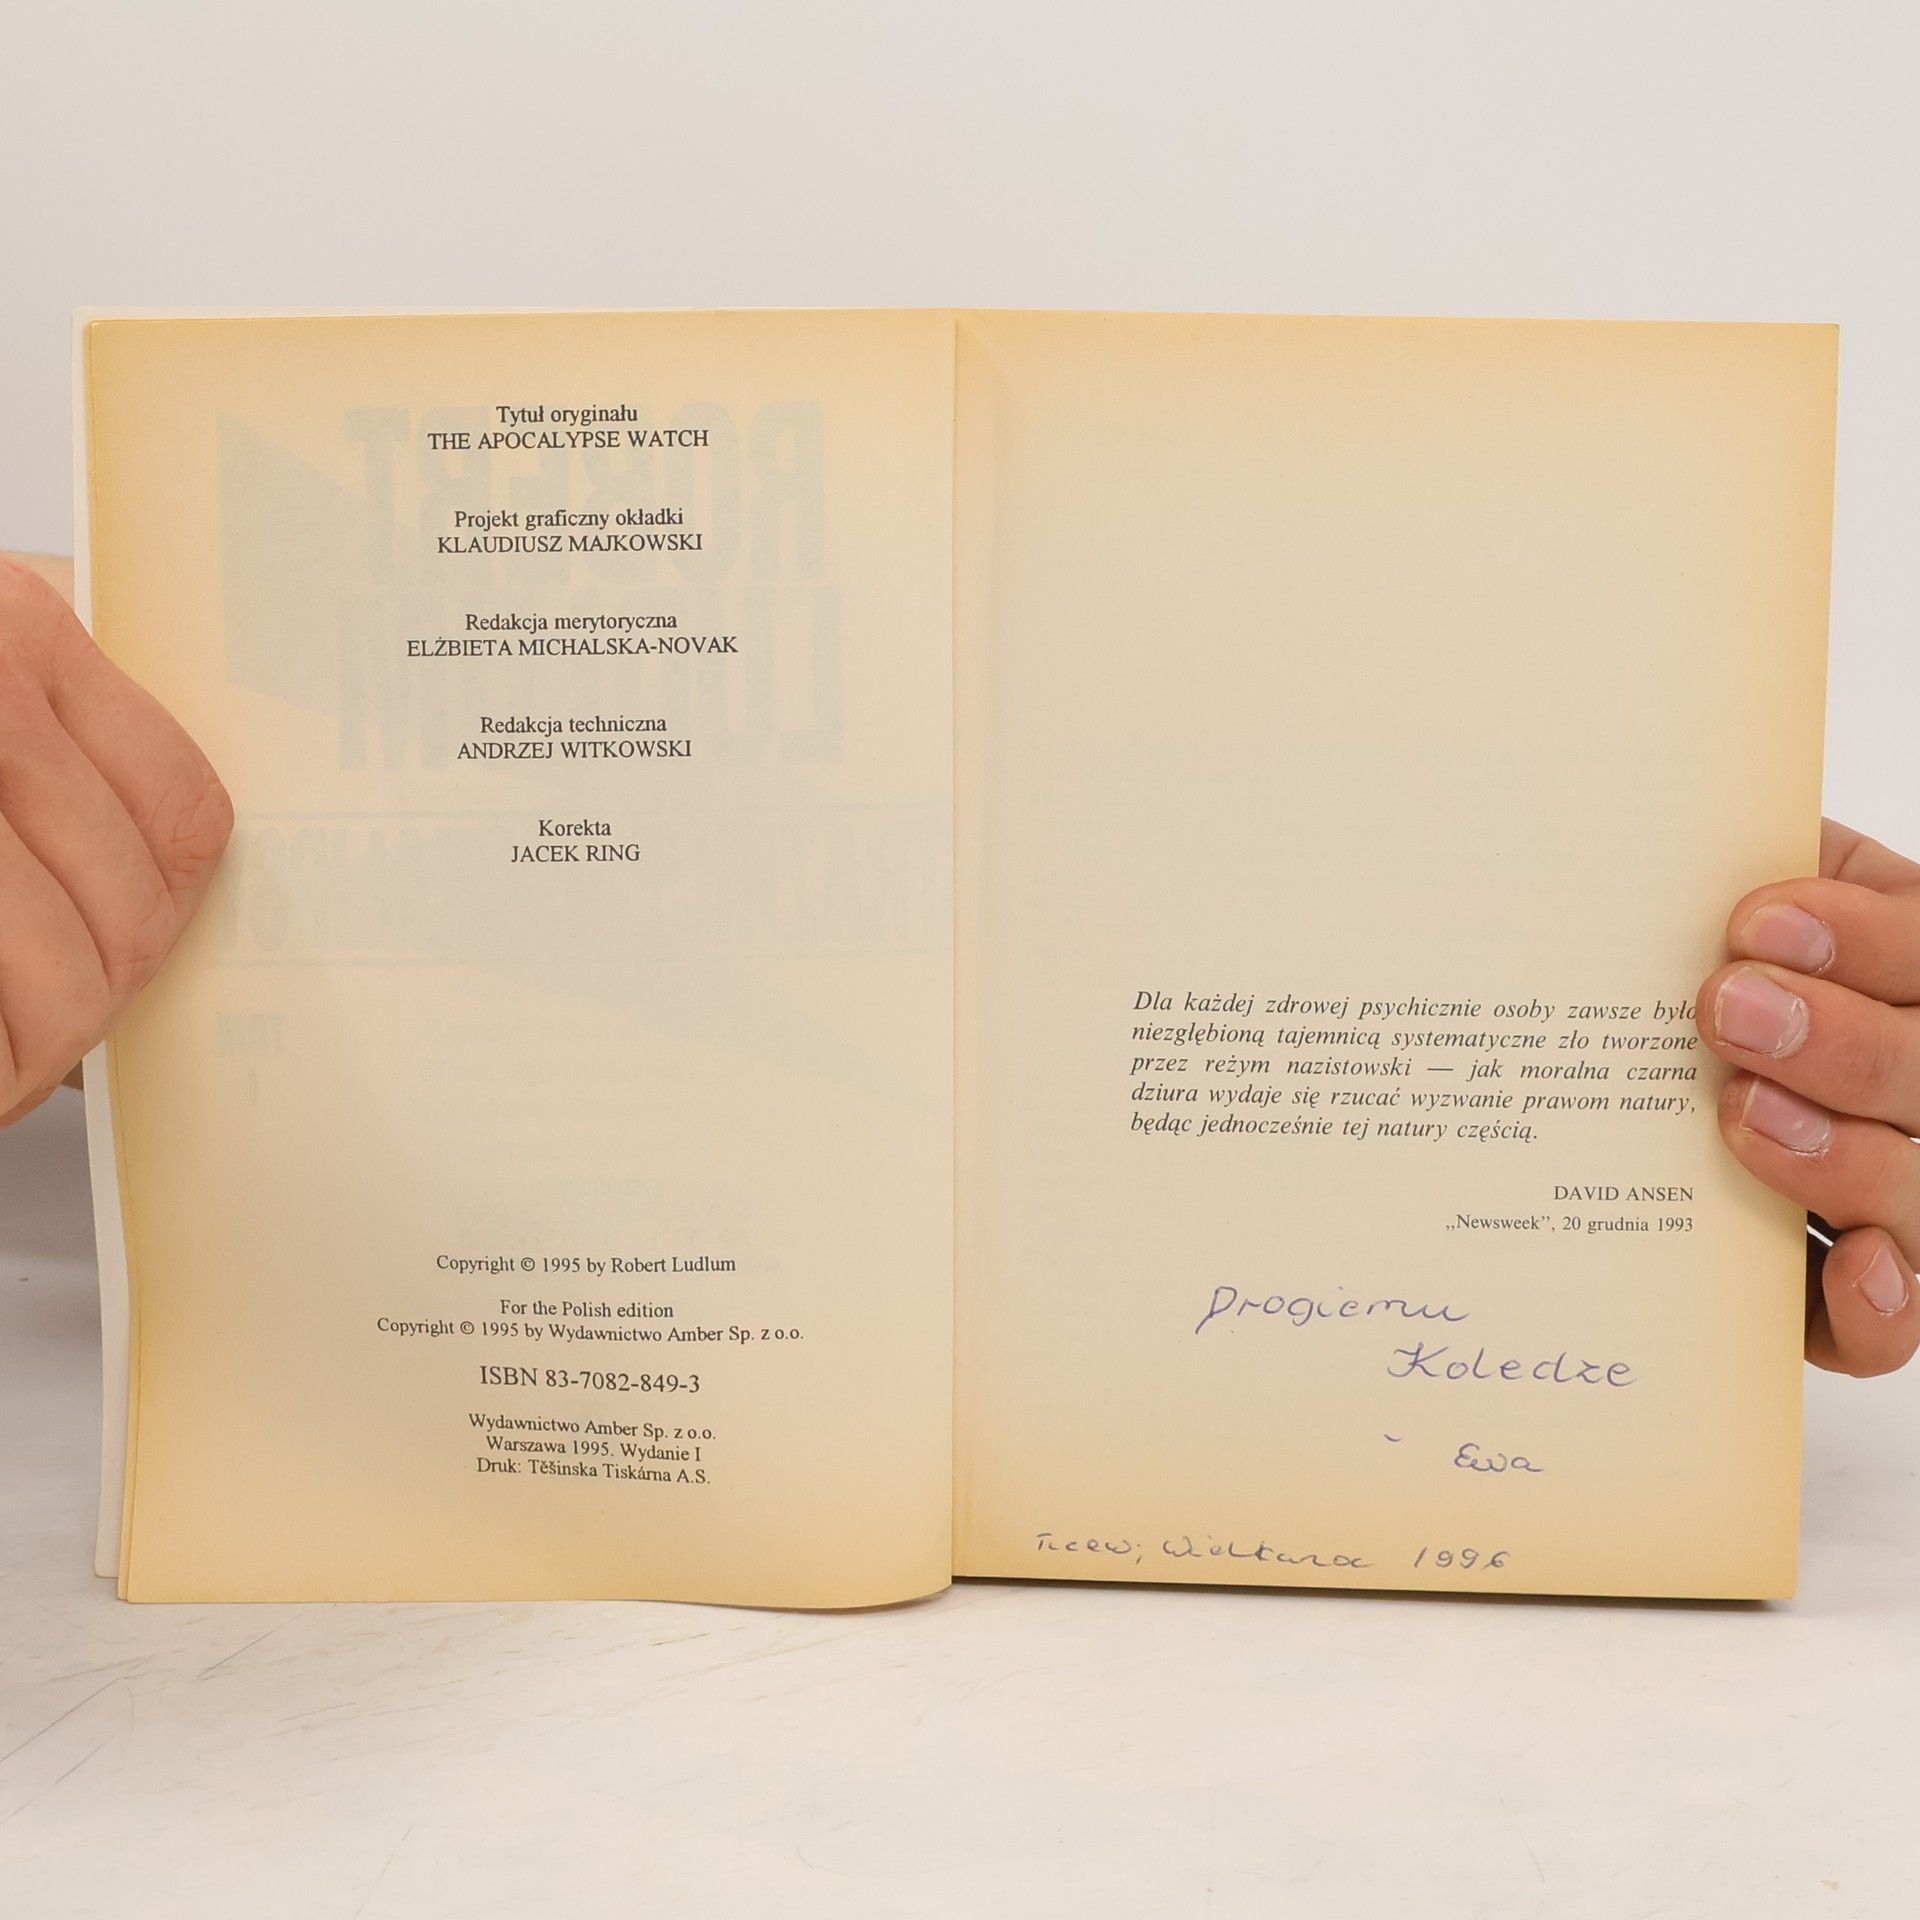 Tytuł oryginału
THE APOCALYPSE WATCH
Projekt graficzny okładki
KLAUDIUSZ MAJKOWSKI
Redakcja merytoryczna
ELŻBIETA MICHALSKA-NOVAK
Redakcja techniczna
ANDRZEJ WITKOWSKI
Korekta
JACEK RING
Copyright © 1995 by Robert Ludlum
For the Polish edition
Copyright © 1995 by Wydawnictwo Amber Sp. z o.o.
ISBN 83-7082-849-3
Wydawnictwo Amber Sp. z o.o.
Warszawa 1995. Wydanie I
Druk: Těšínska Tiskárna A.S.
Dla każdej zdrowej psychicznie osoby zawsze było
niezgłębioną tajemnicą systematyczne zło tworzone
przez reżym nazistowski — jak moralna czarna
dziura wydaje się rzucać wyzwanie prawom natury,
będąc jednocześnie tej natury częścią.
DAVID ANSEN
„Newsweek”, 20 grudnia 1993
Drogiemu
Koledze
- Ewa
1996